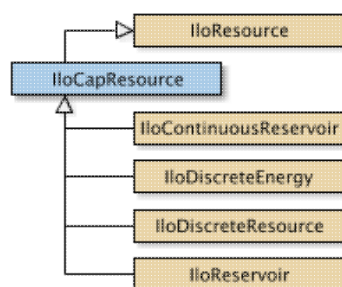 IloResource
IloCapResource
IloContinuousReservoir
IloDiscreteEnergy
IloDiscreteResource
IloReservoir